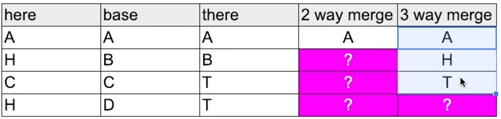 here base there 2 way merge 3 way merge
A A A A A
H B B ? H
C C T ? T
H D T ? ?